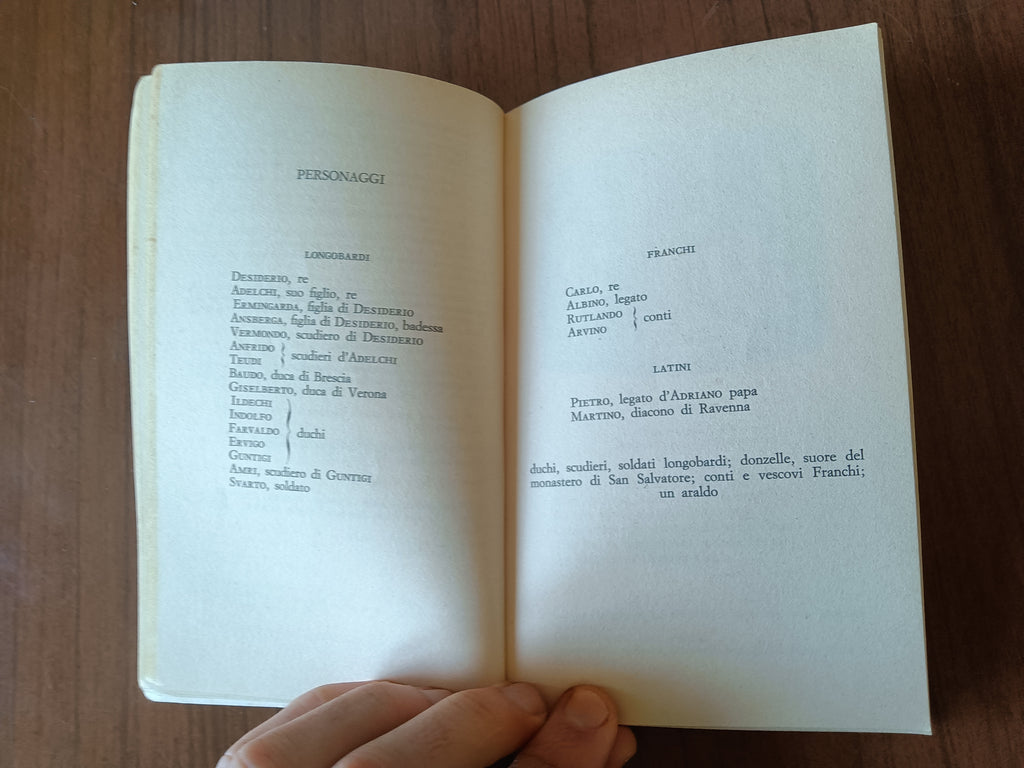 PERSONAGGI
LONGOBARDI
DESIDERIO, re
ADELCHI, suo figlio, re
ERMINGARDA, figlia di DESIDERIO
ANSBERGA, figlia di DESIDERIO, badessa
VERMONDO, scudiero di DESIDERIO
ANFRIDO
TEUDI
scudieri d'ADELCHI
BAUDO, duca di Brescia
GISELBERTO, duca di Verona
ILDECHI
INDOLFO
FARVALDO
ERVIGO
GUNTIGI
duchi
AMRI, scudiero di GUNTIGI
SVARTO, soldato
FRANCHI
CARLO, re
ALBINO, legato
RUTLANDO
ARVINO
conti
LATINI
PIETRO, legato d'ADRIANO papa
MARTINO, diacono di Ravenna
duchi, scudieri, soldati longobardi; donzelle, suore del
monastero di San Salvatore; conti e vescovi Franchi;
un araldo